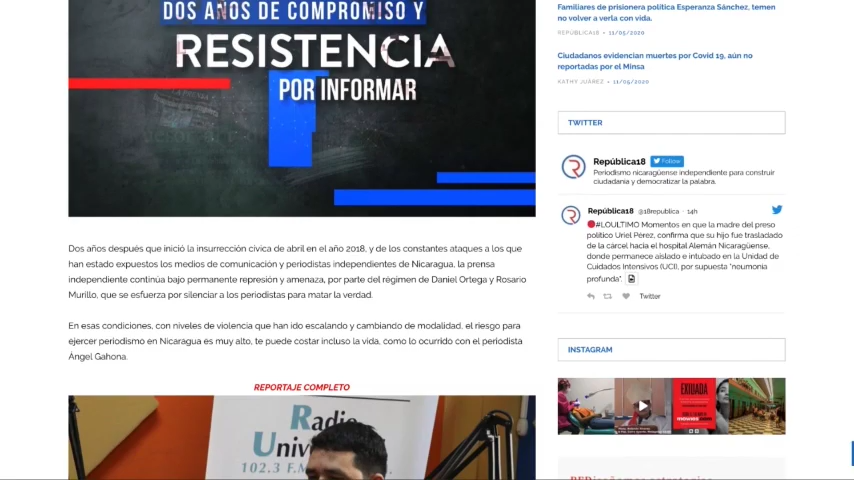 DOS AÑOS DE COMPROMISO Y
RESISTENCIA
POR INFORMAR
Dos años después que inició la insurrección cívica de abril en el año 2018, y de los constantes ataques a los que
han estado expuestos los medios de comunicación y periodistas independientes de Nicaragua, la prensa
independiente continúa bajo permanente represión y amenaza, por parte del régimen de Daniel Ortega y Rosario
Murillo, que se esfuerza por silenciar a los periodistas para matar la verdad.
En esas condiciones, con niveles de violencia que han ido escalando y cambiando de modalidad, el riesgo para
ejercer periodismo en Nicaragua es muy alto, te puede costar incluso la vida, como lo ocurrido con el periodista
Ángel Gahona.
REPORTAJE COMPLETO
Radio
Univer
102.3 F.M
Familiares de prisionera política Esperanza Sánchez, temen
no volver a verla con vida.
REPÚBLICA18 • 11/05/2020
Ciudadanos evidencian muertes por Covid 19, aún no
reportadas por el Minsa
KATHY JUÁREZ • 11/05/2020
TWITTER
República18 Follow
Periodismo nicaragüense independiente para construir
ciudadanía y democratizar la palabra.
República18 @18republica · 14h
#LOULTIMO Momentos en que la madre del preso
político Uriel Pérez, confirma que su hijo fue trasladado
de la cárcel hacia el hospital Alemán Nicaragüense,
donde permanece aislado e intubado en la Unidad de
Cuidados Intensivos (UCI), por supuesta "neumonía
profunda".
Twitter
INSTAGRAM
EXIJADA